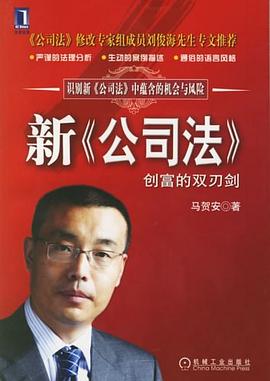 《公司法》修改专家组成员刘俊海先生专文推荐
•严谨的法理分析 •生动的案例描述 •通俗的语言风格
识别新《公司法》中蕴含的机会与风险
新《公司法》
创富的双刃剑
马贺安◎著
机械工业出版社
China Machine Press